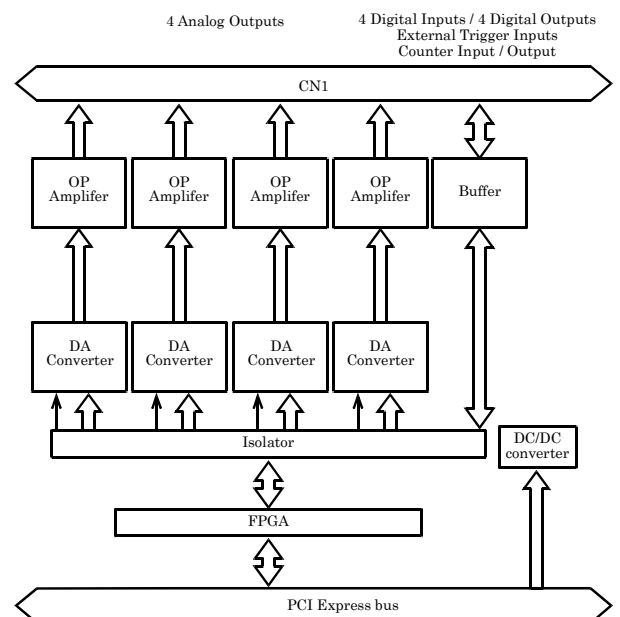 4 Analog Outputs
4 Digital Inputs / 4 Digital Outputs
External Trigger Inputs
Counter Input / Output
CN1
OP
Amplifer
OP
Amplifer
OP
Amplifer
OP
Amplifer
Buffer
DA
Converter
DA
Converter
DA
Converter
DA
Converter
Isolator
DC/DC
converter
FPGA
PCI Express bus